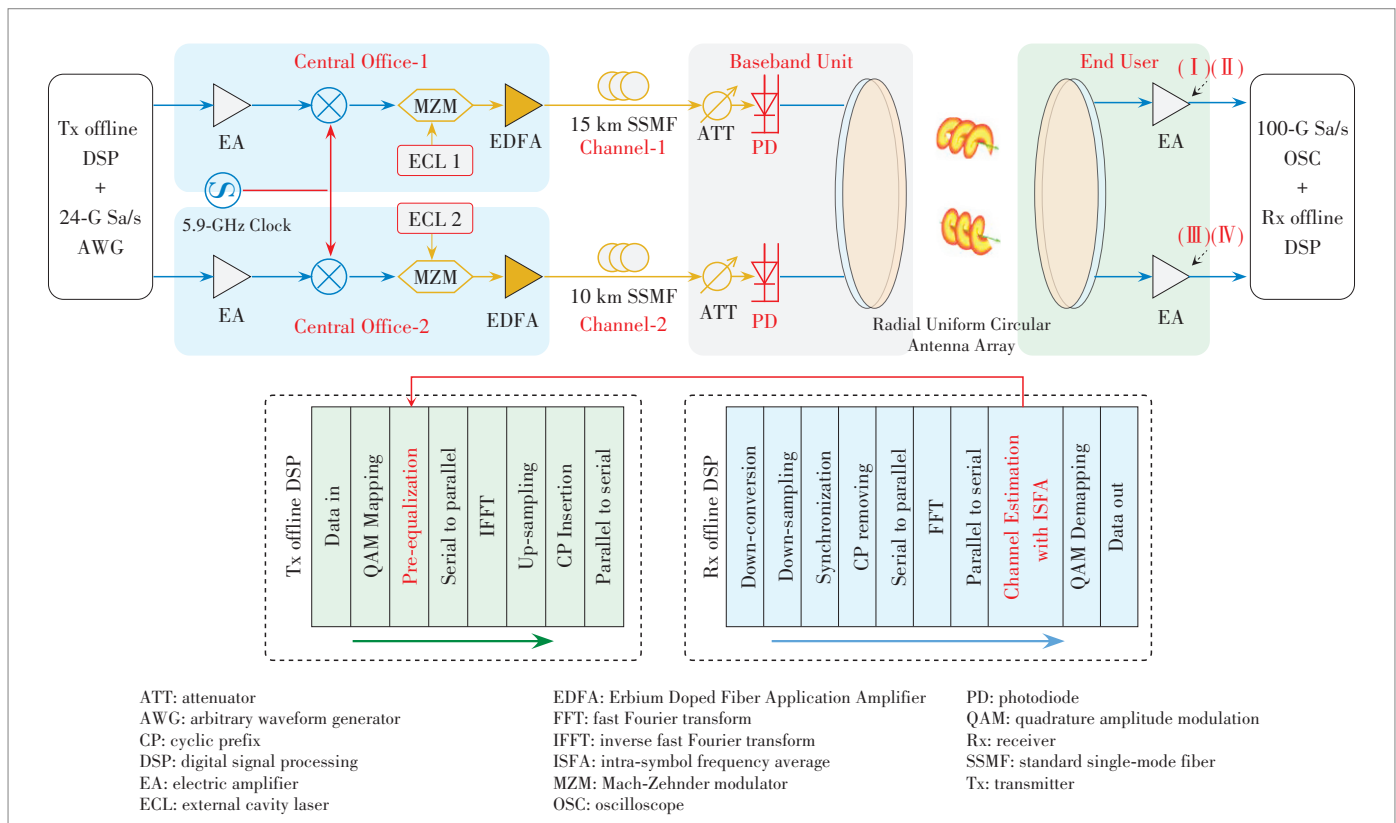 Central Office-1
Baseband Unit
End User
(Ⅰ)(Ⅱ)
Tx offline
DSP
+
24-G Sa/s
AWG
EA
MZM
EDFA
15 km SSMF
Channel-1
ATT
PD
EA
ECL 1
100-G Sa/s
OSC
+
Rx offline
DSP
5.9-GHz Clock
ECL 2
(Ⅲ)(Ⅳ)
EA
MZM
EDFA
10 km SSMF
Channel-2
ATT
PD
EA
Central Office-2
Radial Uniform Circular
Antenna Array
Tx offline DSP
Data in
QAM Mapping
Pre-equalization
Serial to parallel
IFFT
Up-sampling
CP Insertion
Parallel to serial
Rx offline DSP
Down-conversion
Down-sampling
Synchronization
CP removing
Serial to parallel
FFT
Parallel to serial
Channel Estimation
with ISFA
QAM Demapping
Data out
ATT: attenuator
AWG: arbitrary waveform generator
CP: cyclic prefix
DSP: digital signal processing
EA: electric amplifier
ECL: external cavity laser
EDFA: Erbium Doped Fiber Application Amplifier
FFT: fast Fourier transform
IFFT: inverse fast Fourier transform
ISFA: intra-symbol frequency average
MZM: Mach-Zehnder modulator
OSC: oscilloscope
PD: photodiode
QAM: quadrature amplitude modulation
Rx: receiver
SSMF: standard single-mode fiber
Tx: transmitter